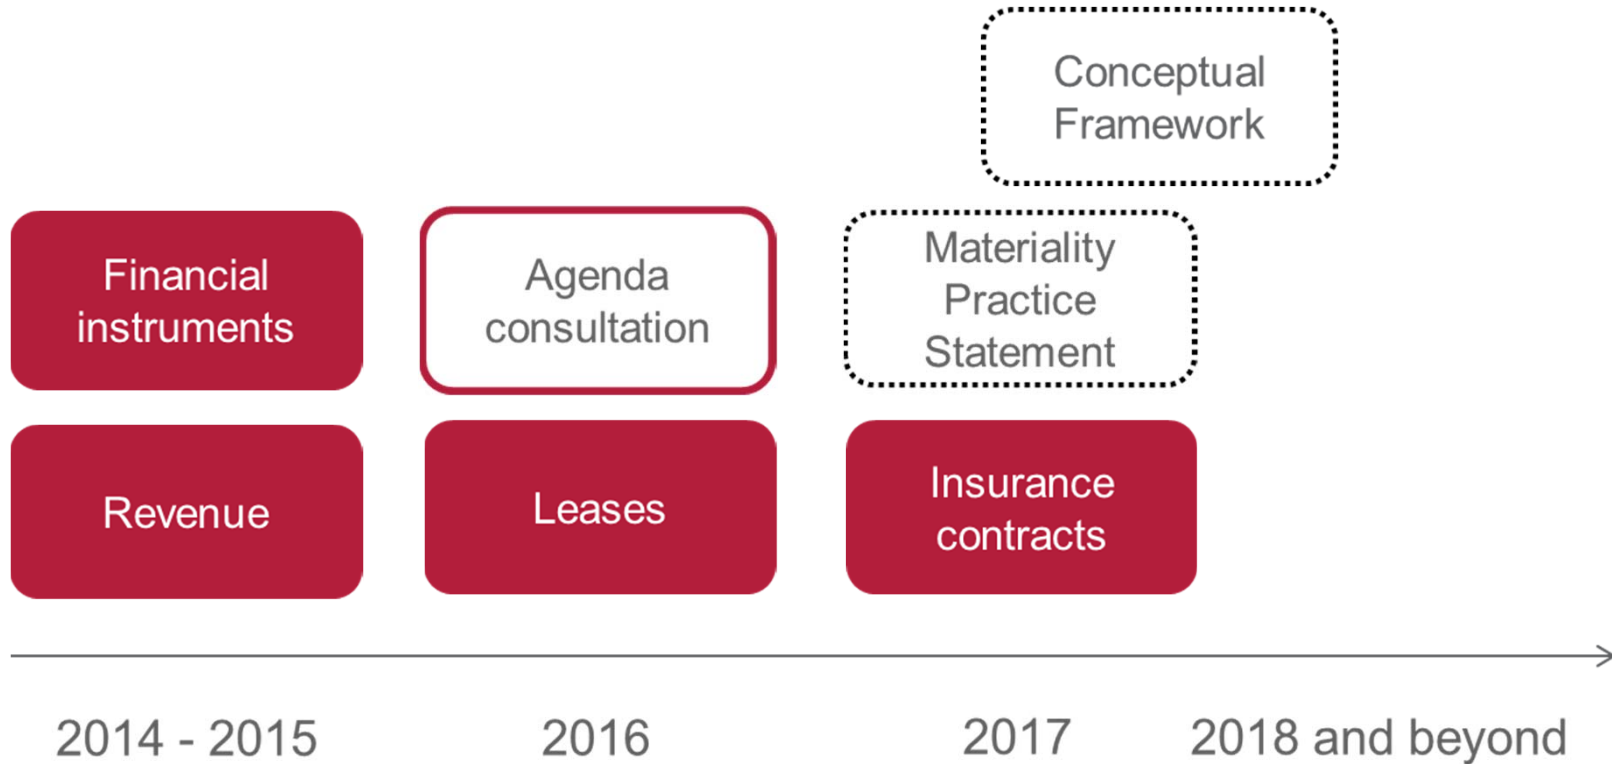 Conceptual
Framework
Financial
instruments
Agenda
consultation
Materiality
Practice
Statement
Revenue
Leases
Insurance
contracts
2014 - 2015
2016
2017
2018 and beyond